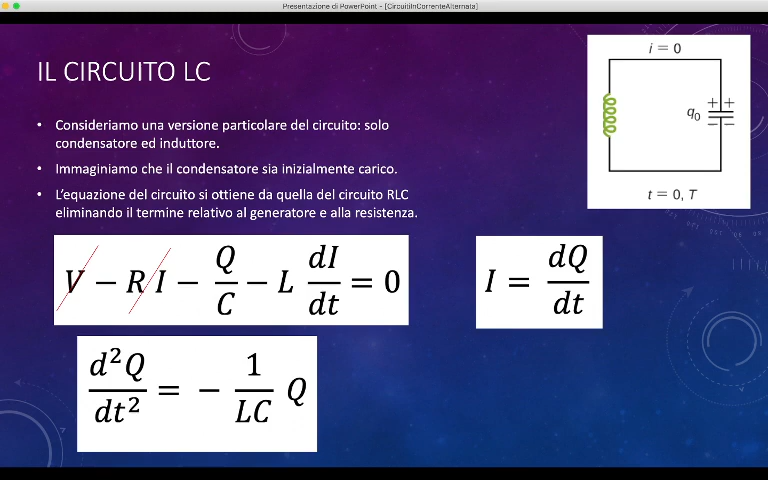 Presentazione di PowerPoint - [CircuitiInCorrenteAlternata]
IL CIRCUITO LC
• Consideriamo una versione particolare del circuito: solo
condensatore ed induttore.
• Immaginiamo che il condensatore sia inizialmente carico.
• L'equazione del circuito si ottiene da quella del circuito RLC
eliminando il termine relativo al generatore e alla resistenza.
i = 0
q₀
++
−−
t = 0, T
V − R I − Q/C − L dI/dt = 0
I = dQ/dt
d²Q/dt² = − 1/LC Q